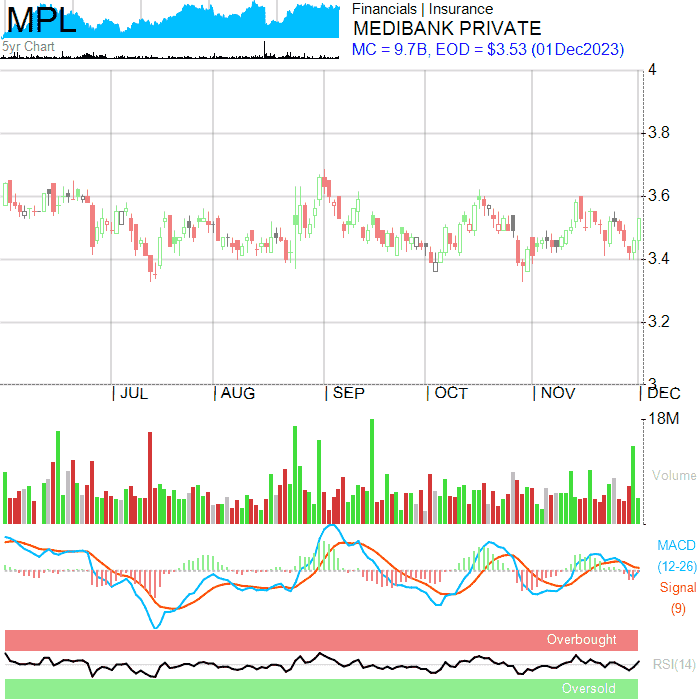 MPL
5yr Chart
Financials | Insurance
MEDIBANK PRIVATE
MC = 9.7B, EOD = $3.53 (01Dec2023)
4
3.8
3.6
3.4
3.2
3
| JUL | AUG | SEP | OCT | NOV | DEC
18M
Volume
MACD
(12-26)
Signal
(9)
Overbought
RSI(14)
Oversold